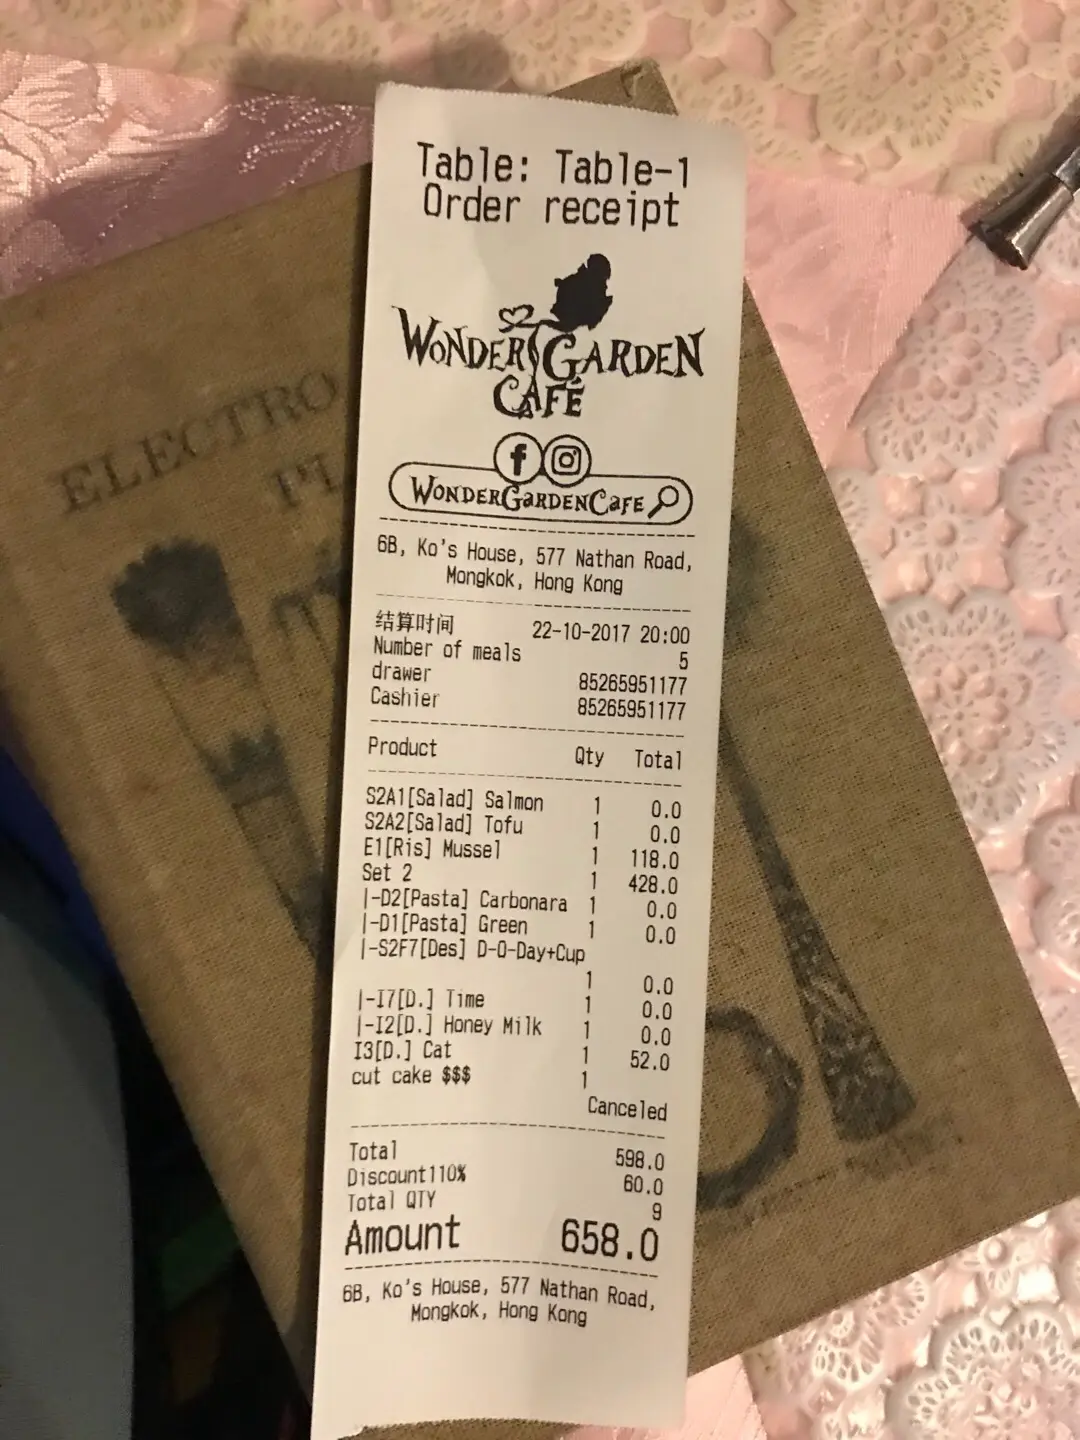 Table: Table-1
Order receipt
WONDER GARDEN
CAFÉ
WONDERGARDENCAFE
6B, Ko's House, 577 Nathan Road,
Mongkok, Hong Kong
结算时间 22-10-2017 20:00
Number of meals 5
drawer 85265951177
Cashier 85265951177
Product Qty Total
S2A1[Salad] Salmon 1 0.0
S2A2[Salad] Tofu 1 0.0
E1[Ris] Mussel 1 118.0
Set 2 1 428.0
|-D2[Pasta] Carbonara 1 0.0
|-D1[Pasta] Green 1 0.0
|-S2F7[Des] D-O-Day+Cup
1 0.0
|-I7[D.] Time 1 0.0
|-I2[D.] Honey Milk 1 0.0
I3[D.] Cat 1 52.0
cut cake $$$ 1
Canceled
Total 598.0
Discount110% 60.0
Total QTY 9
Amount 658.0
6B, Ko's House, 577 Nathan Road,
Mongkok, Hong Kong
ELECTRO